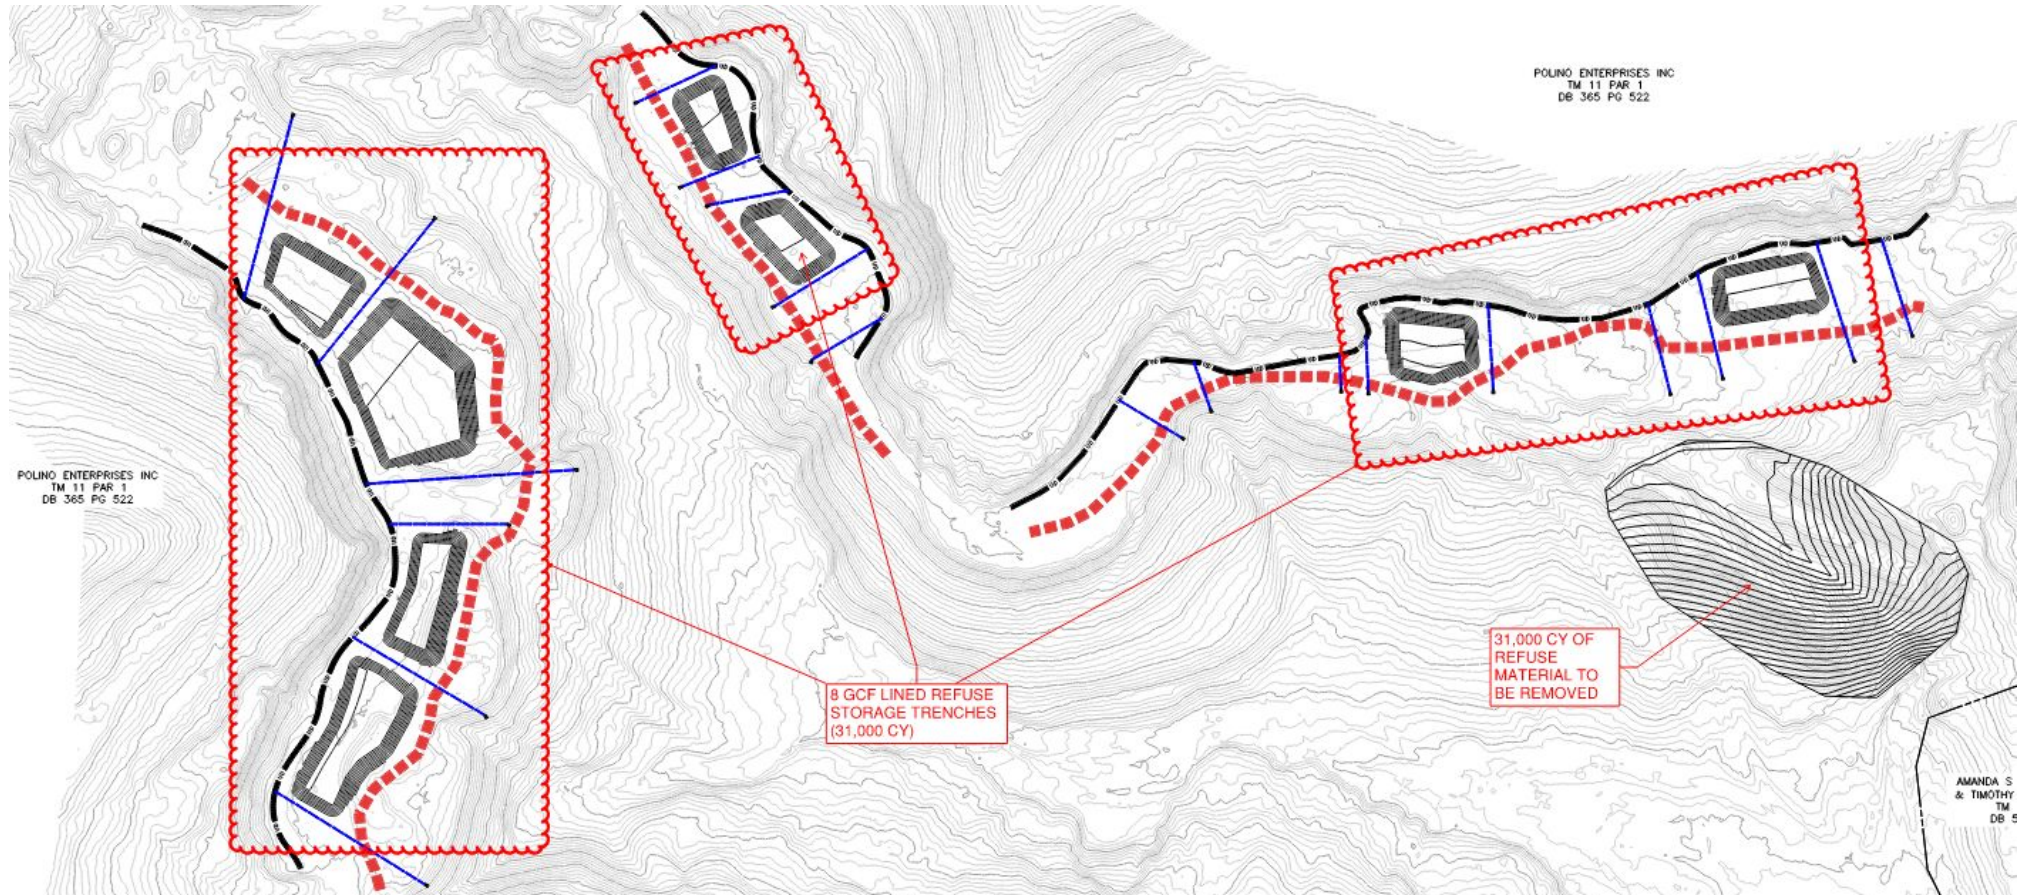 POLINO ENTERPRISES INC
TM 11 PAR 1
DB 365 PG 522
POLINO ENTERPRISES INC
TM 11 PAR 1
DB 365 PG 522
8 GCF LINED REFUSE
STORAGE TRENCHES
(31,000 CY)
31,000 CY OF
REFUSE
MATERIAL TO
BE REMOVED
AMANDA S
& TIMOTHY
TM
DB 5